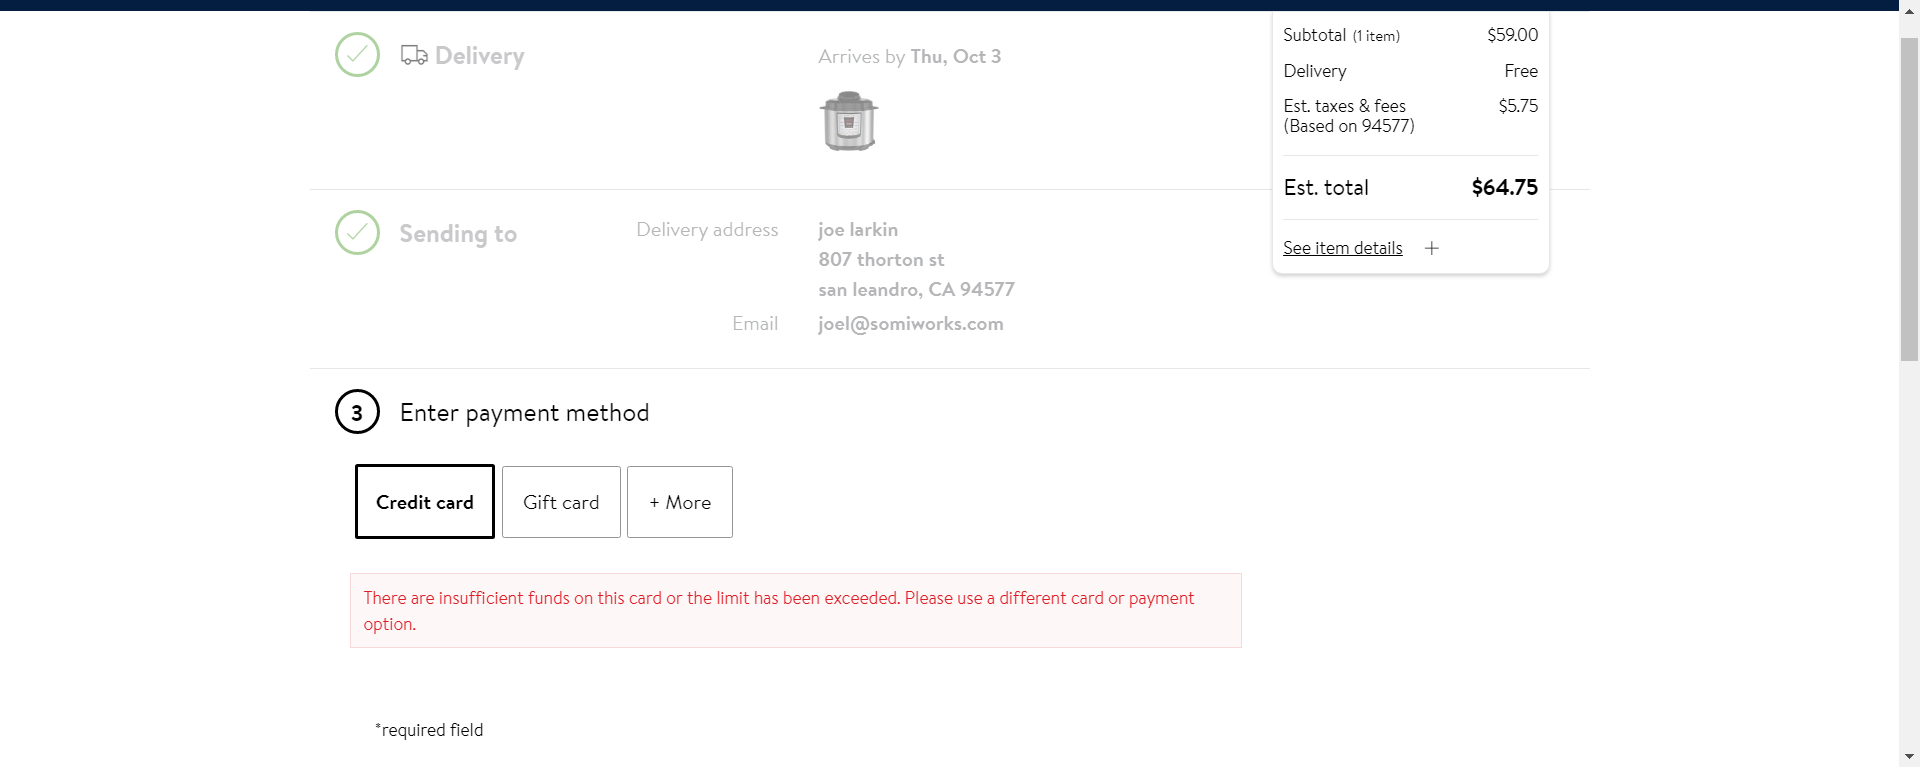 Delivery
Arrives by Thu, Oct 3
Subtotal (1 item) $59.00
Delivery Free
Est. taxes & fees $5.75
(Based on 94577)
Est. total $64.75
See item details +
Sending to
Delivery address joe larkin
807 thorton st
san leandro, CA 94577
Email joel@somiworks.com
3 Enter payment method
Credit card Gift card + More
There are insufficient funds on this card or the limit has been exceeded. Please use a different card or payment
option.
*required field